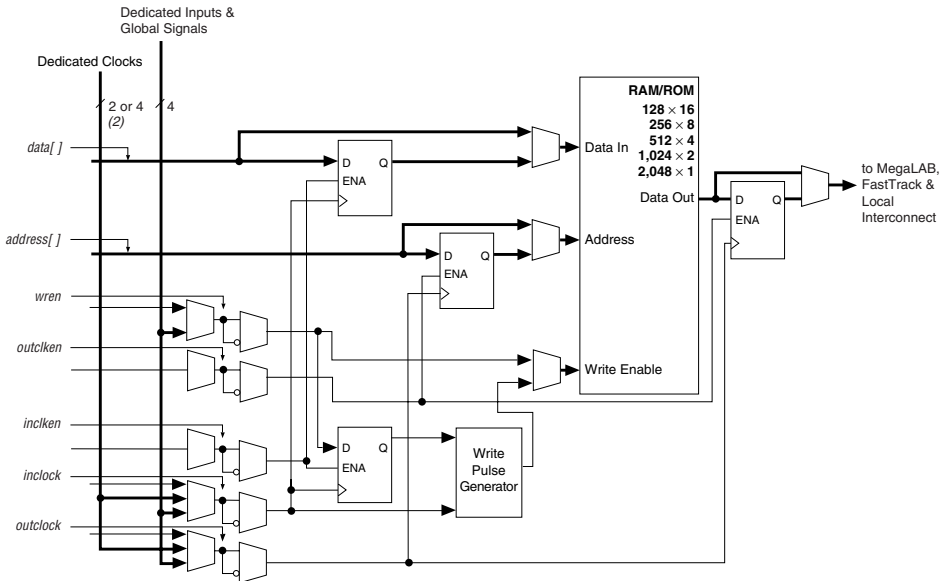 Dedicated Inputs &
Global Signals
Dedicated Clocks
2 or 4
(2)
4
data[ ]
address[ ]
wren
outclken
inclken
inclock
outclock
D Q
ENA
D Q
ENA
D Q
ENA
Write
Pulse
Generator
RAM/ROM
128 × 16
256 × 8
512 × 4
1,024 × 2
2,048 × 1
Data In
Data Out
Address
Write Enable
D Q
ENA
to MegaLAB,
FastTrack &
Local
Interconnect